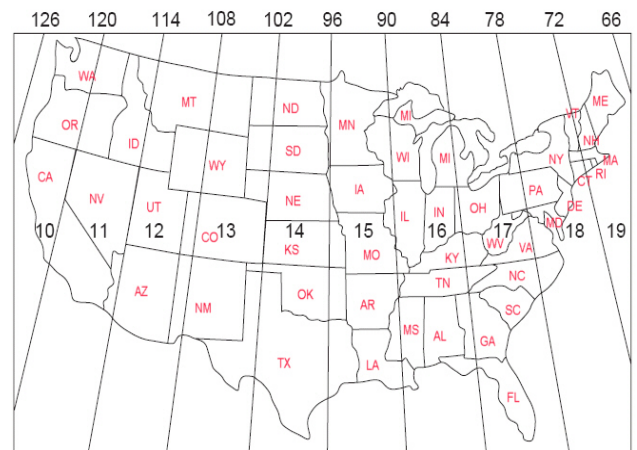 126 120 114 108 102 96 90 84 78 72 66
WA MT ND MN MI VT ME
OR ID SD WI MI NH
WY NY MA
CA NV UT NE IA PA CT RI
IL IN OH DE
10 11 12 CO 13 14 15 16 17 MD 18 19
KS MO KY WV VA
AZ NM OK AR TN NC
SC
MS AL GA
TX LA
FL